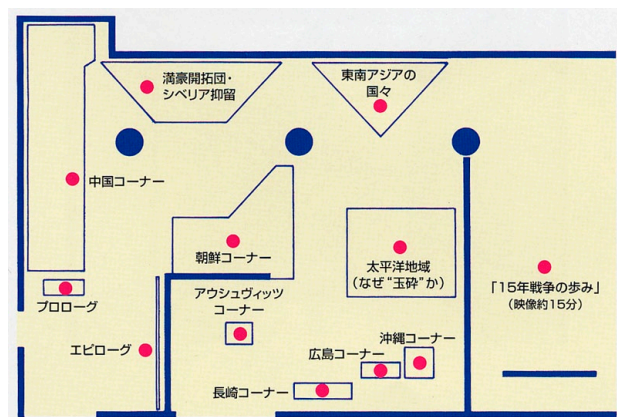 満豪開拓団・
シベリア抑留
東南アジアの
国々
中国コーナー
朝鮮コーナー
太平洋地域
(なぜ“玉砕”か)
「15年戦争の歩み」
(映像約15分)
プロローグ
アウシュヴィッツ
コーナー
エピローグ
沖縄コーナー
広島コーナー
長崎コーナー